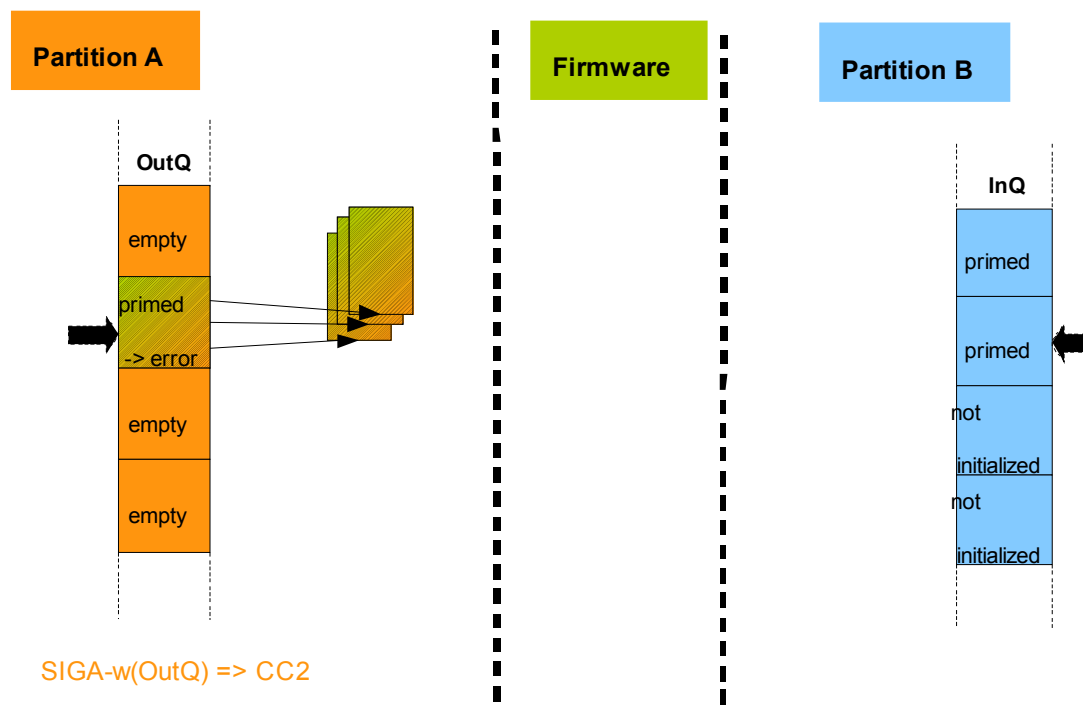 Partition A
Firmware
Partition B
OutQ
empty
primed
-> error
empty
empty
InQ
primed
primed
not
initialized
not
initialized
SIGA-w(OutQ) => CC2